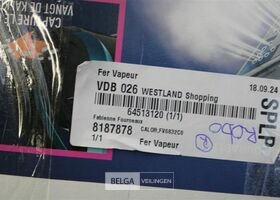 CAPTURE LE
VANGT DE KA
Fer Vapeur
VDB 026 WESTLAND Shopping
18.09.24
64513120 (1/1)
SPLP
Fabienne Fourneaux
8187878 CALOR,FV6832C0
1/1 Fer Vapeur
Robo
BELGA VEILINGEN